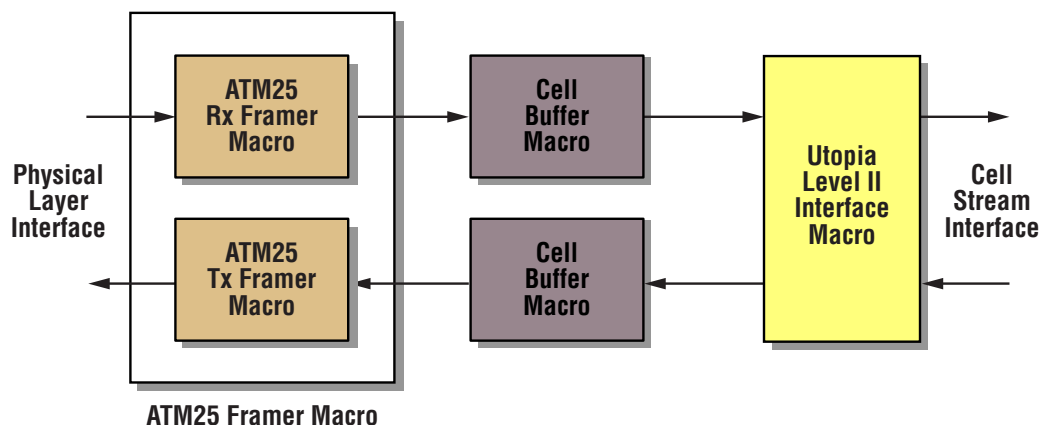 ATM25
Rx Framer
Macro
Cell
Buffer
Macro
Physical
Layer
Interface
Utopia
Level II
Interface
Macro
Cell
Stream
Interface
ATM25
Tx Framer
Macro
Cell
Buffer
Macro
ATM25 Framer Macro